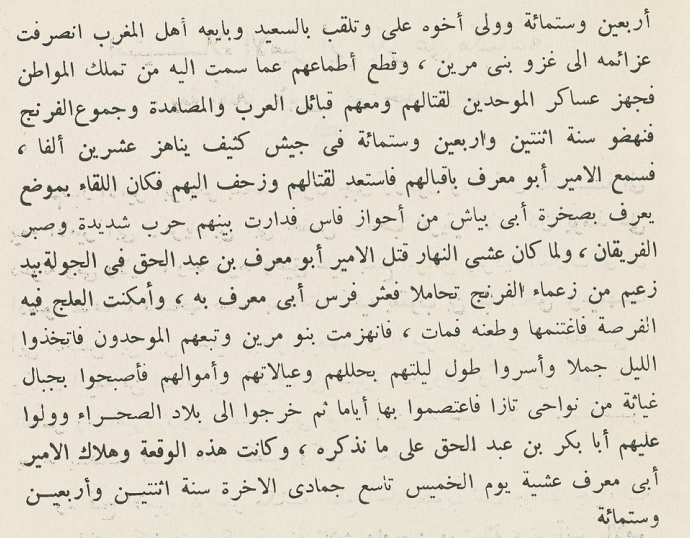 أربعين وستمائة وولى أخوه على وتلقب بالسعيد وبايعه أهل المغرب انصرفت
عزائمه الى غزو بنى مرين ، وقطع أطماعهم عما سمت اليه من تملك المواطن
فجهز عساكر الموحدين لقتالهم ومعهم قبائل العرب والمصامدة وجموع الفرنج
فنهضو سنة اثنتين واربعين وستمائة فى جيش كثيف يناهز عشرين ألفا ،
فسمع الامير أبو معرف باقبالهم فاستعد لقتالهم وزحف اليهم فكان اللقاء بموضع
يعرف بصخرة أبى بياش من أحواز فاس فدارت بينهم حرب شديدة وصبر
الفريقان ، ولما كان عشى النهار قتل الامير أبو معرف بن عبد الحق فى الجولة بيد
زعيم من زعماء الفرنج تحاملا فعثر فرس أبى معرف به ، وأمكنت العلج فيه
الفرصة فاغتنمها وطعنه فمات ، فانهزمت بنو مرين وتبعهم الموحدون فاتخذوا
الليل جملا وأسروا طول ليلتهم بحللهم وعيالاتهم وأموالهم فأصبحوا بجبال
غياثة من نواحى تازا فاعتصموا بها أياما ثم خرجوا الى بلاد الصحراء وولوا
عليهم أبا بكر بن عبد الحق على ما نذكره ، وكانت هذه الوقعة وهلاك الامير
أبى معرف عشية يوم الخميس تاسع جمادى الاخرة سنة اثنتين وأربعين
وستمائة